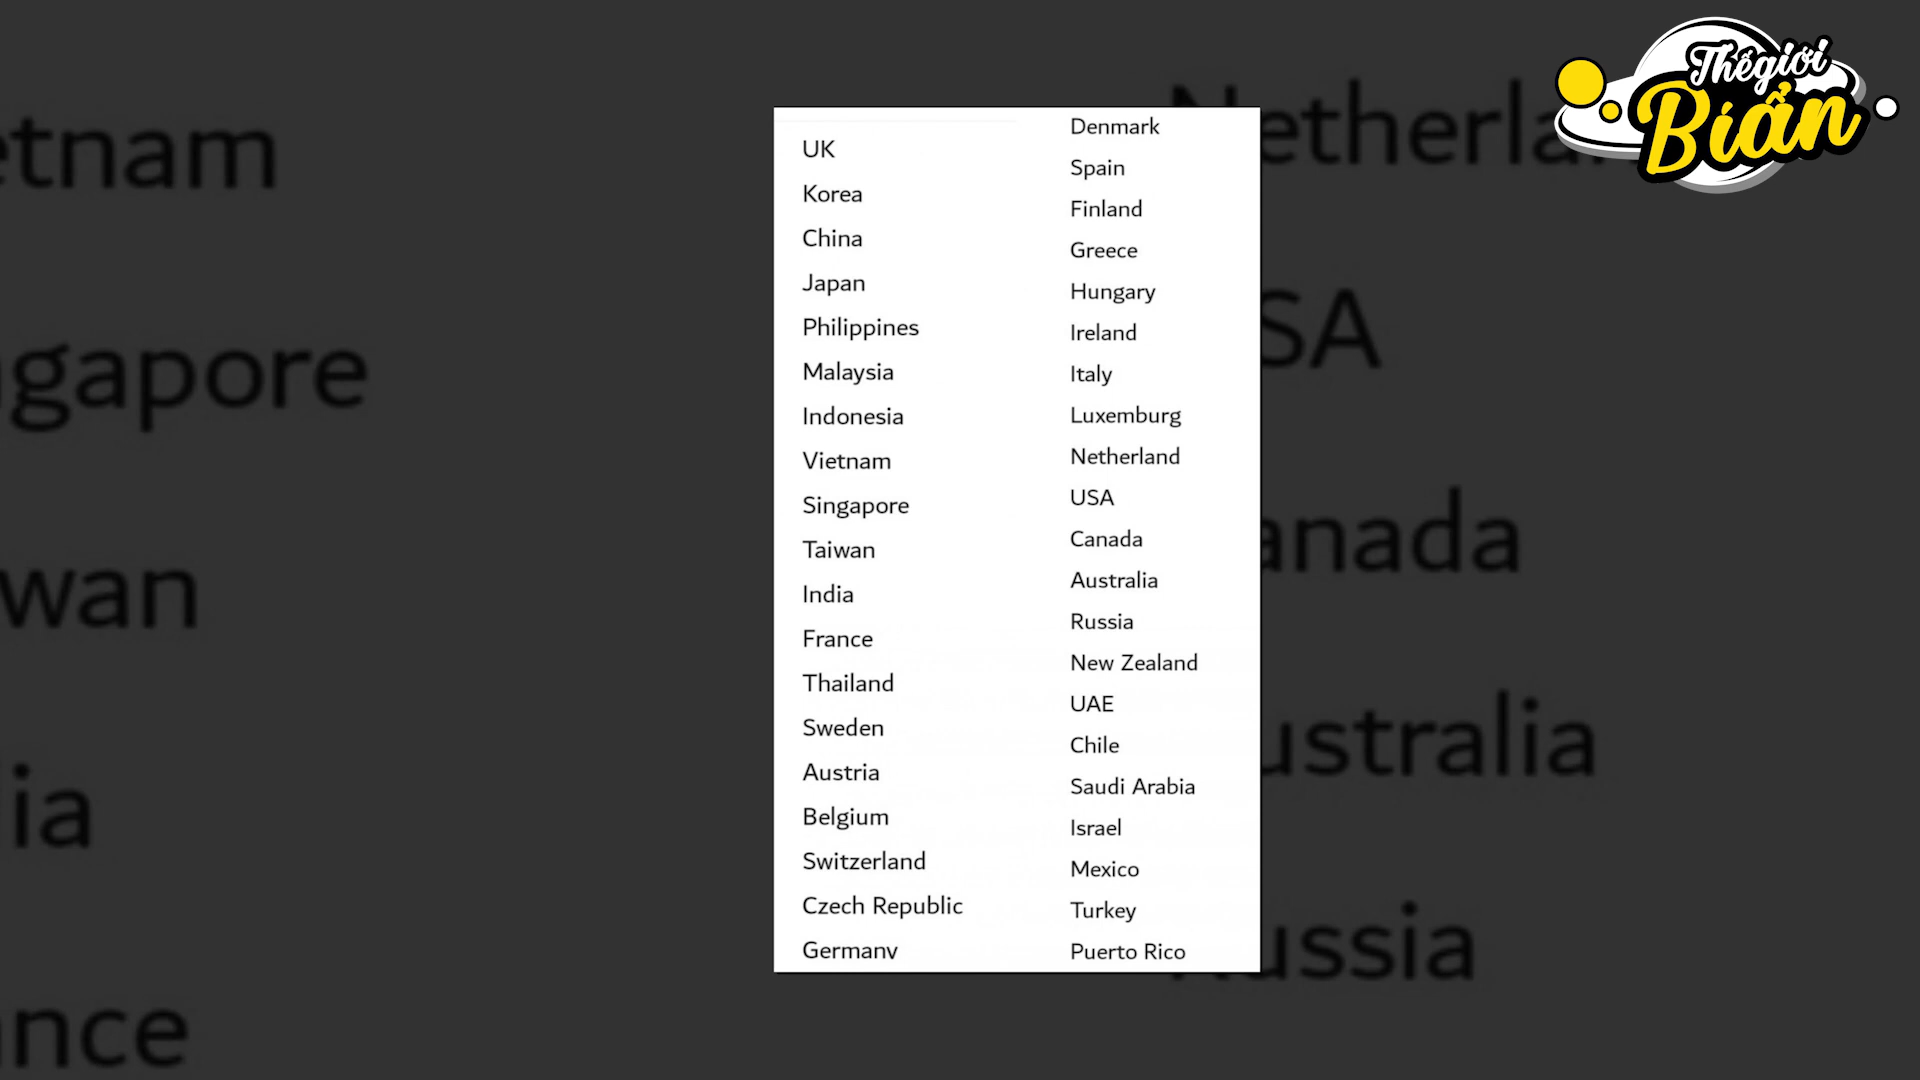 Thế giới
Bí ẩn
UK
Korea
China
Japan
Philippines
Malaysia
Indonesia
Vietnam
Singapore
Taiwan
India
France
Thailand
Sweden
Austria
Belgium
Switzerland
Czech Republic
Germany
Denmark
Spain
Finland
Greece
Hungary
Ireland
Italy
Luxemburg
Netherland
USA
Canada
Australia
Russia
New Zealand
UAE
Chile
Saudi Arabia
Israel
Mexico
Turkey
Puerto Rico